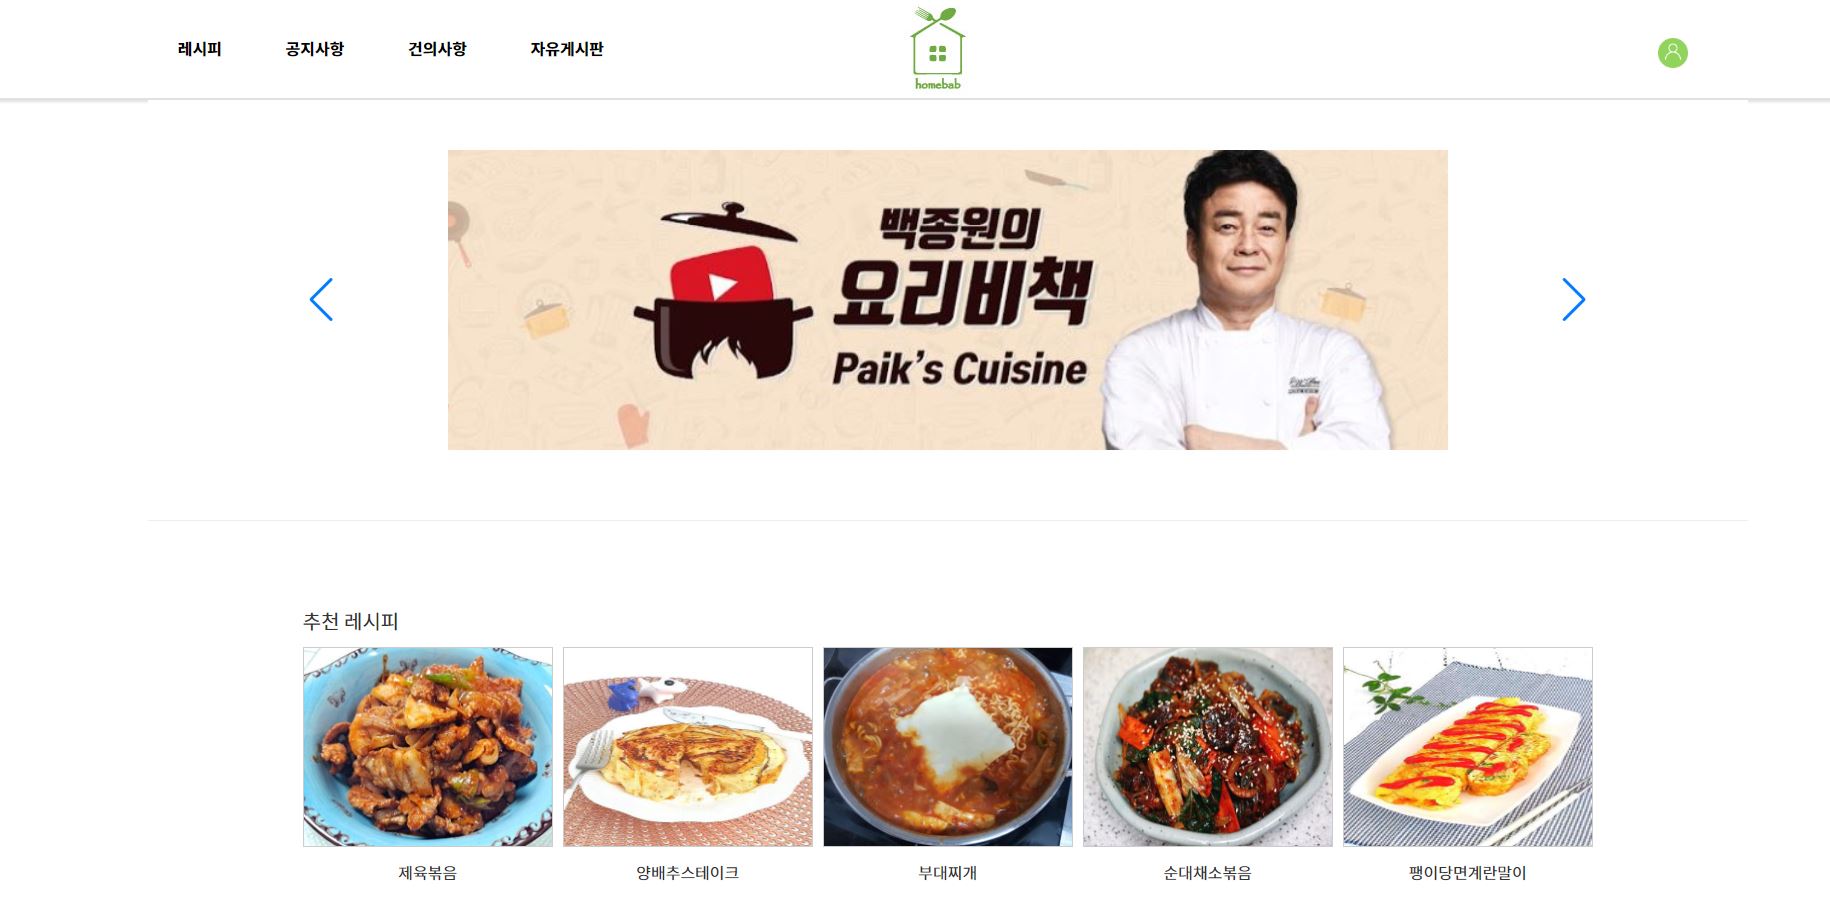 레시피
공지사항
건의사항
자유게시판
homebab
백종원의
요리비책
Paik's Cuisine
추천 레시피
제육볶음
양배추스테이크
부대찌개
순대채소볶음
팽이당면계란말이